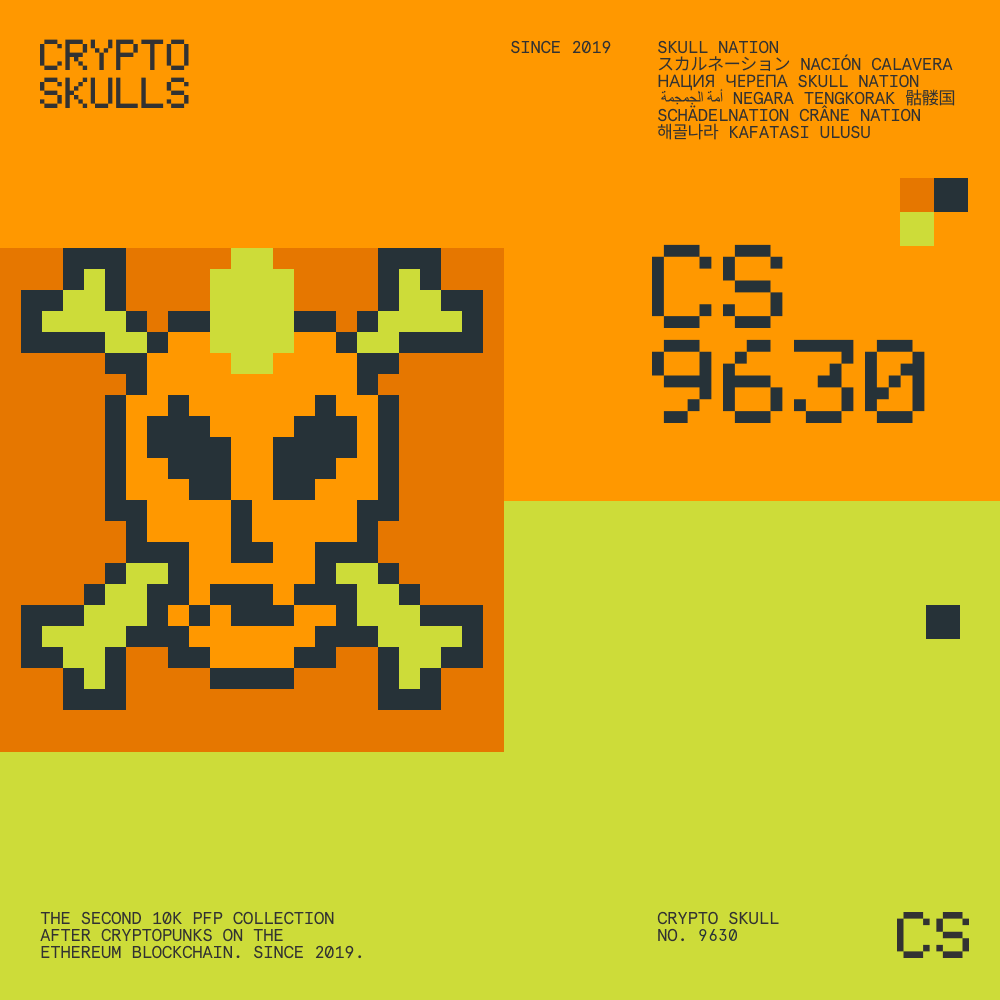 CRYPTO
SKULLS
SINCE 2019
SKULL NATION
スカルネーション NACIÓN CALAVERA
НАЦИЯ ЧЕРЕПА SKULL NATION
أمة الجمجمة NEGARA TENGKORAK 骷髅国
SCHÄDELNATION CRÂNE NATION
해골나라 KAFATASI ULUSU
CS
9630
THE SECOND 10K PFP COLLECTION
AFTER CRYPTOPUNKS ON THE
ETHEREUM BLOCKCHAIN. SINCE 2019.
CRYPTO SKULL
NO. 9630
CS